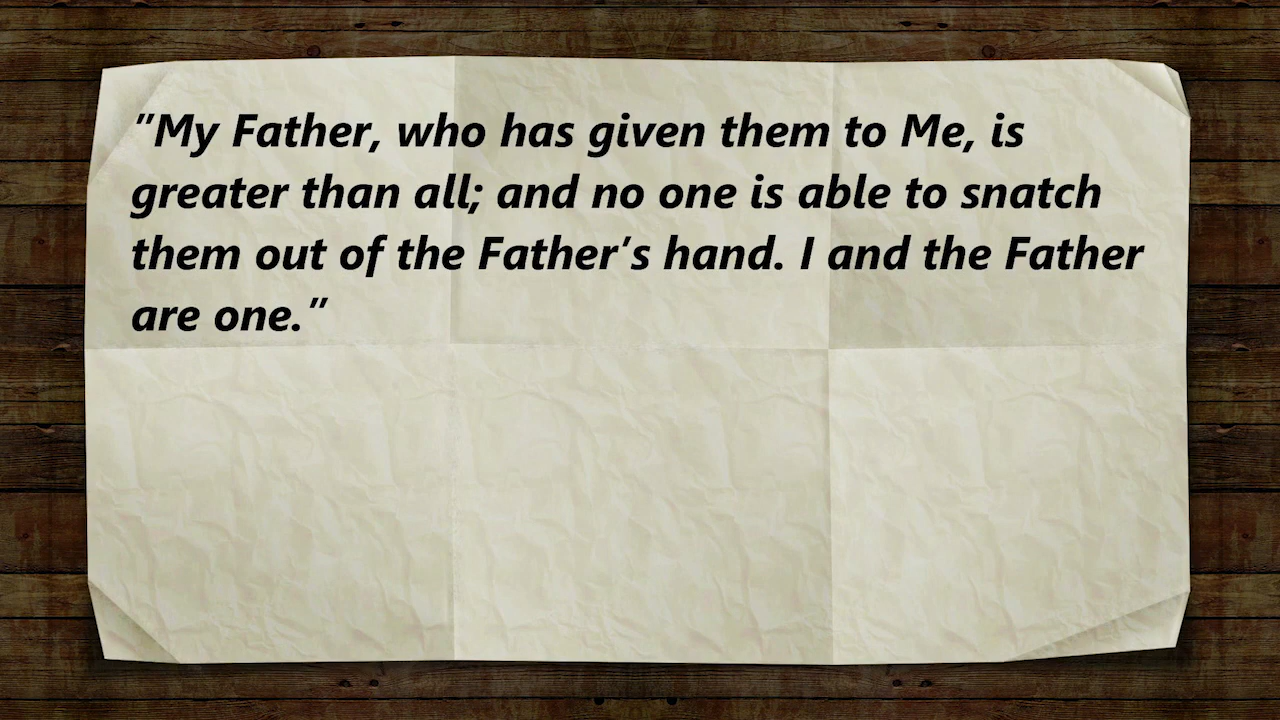 "My Father, who has given them to Me, is
greater than all; and no one is able to snatch
them out of the Father’s hand. I and the Father
are one."